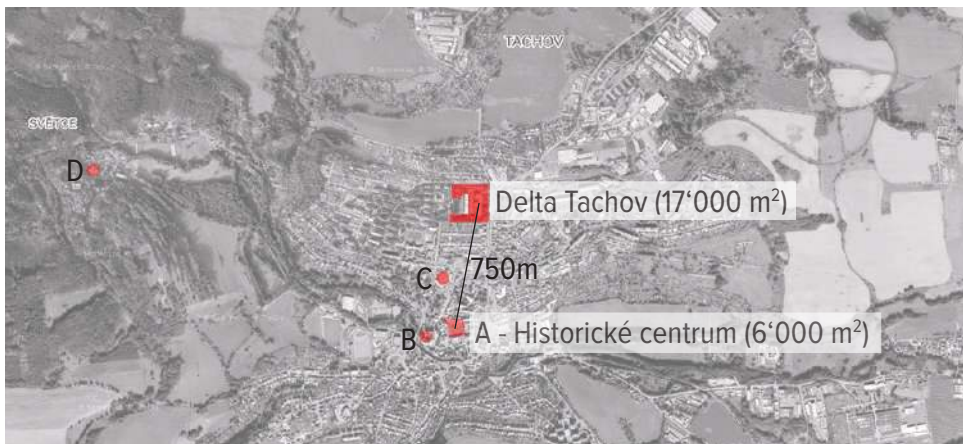 TACHOV
SVĚTCE
D
Delta Tachov (17‘000 m²)
C
750m
B
A - Historické centrum (6‘000 m²)